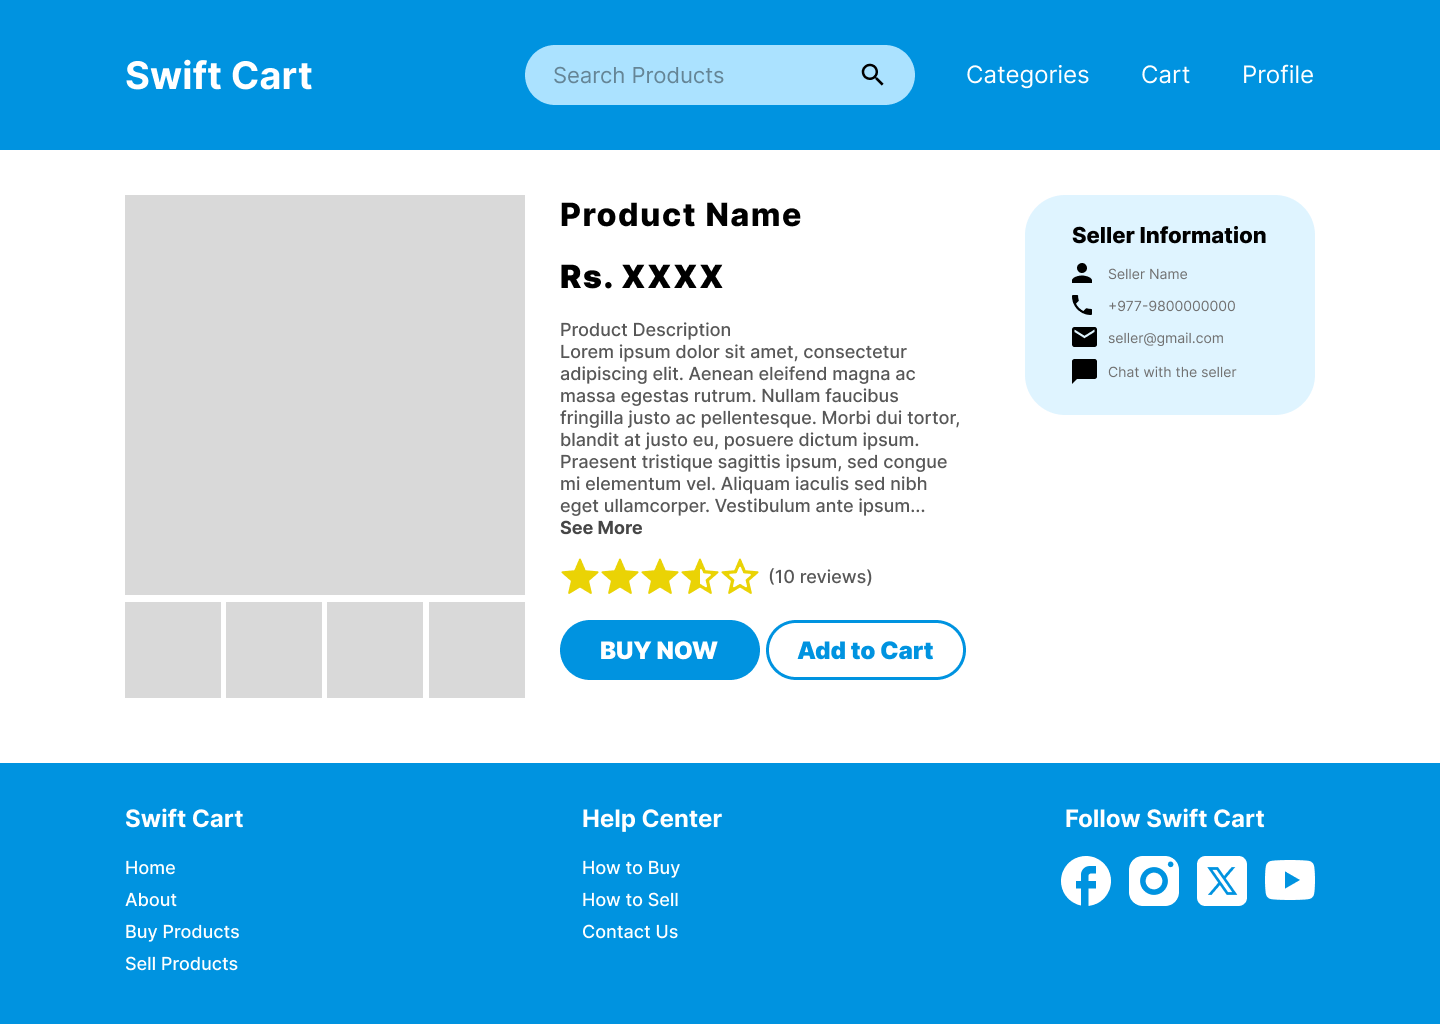 Swift Cart
Search Products
Categories
Cart
Profile
Product Name
Rs. XXXX
Product Description
Lorem ipsum dolor sit amet, consectetur
adipiscing elit. Aenean eleifend magna ac
massa egestas rutrum. Nullam faucibus
fringilla justo ac pellentesque. Morbi dui tortor,
blandit at justo eu, posuere dictum ipsum.
Praesent tristique sagittis ipsum, sed congue
mi elementum vel. Aliquam iaculis sed nibh
eget ullamcorper. Vestibulum ante ipsum...
See More
(10 reviews)
BUY NOW
Add to Cart
Seller Information
Seller Name
+977-9800000000
seller@gmail.com
Chat with the seller
Swift Cart
Home
About
Buy Products
Sell Products
Help Center
How to Buy
How to Sell
Contact Us
Follow Swift Cart